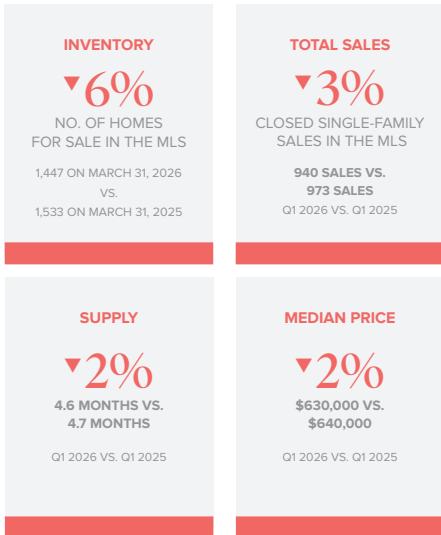 INVENTORY
▼6%
NO. OF HOMES
FOR SALE IN THE MLS
1,447 ON MARCH 31, 2026
VS.
1,533 ON MARCH 31, 2025
TOTAL SALES
▼3%
CLOSED SINGLE-FAMILY
SALES IN THE MLS
940 SALES VS.
973 SALES
Q1 2026 VS. Q1 2025
SUPPLY
▼2%
4.6 MONTHS VS.
4.7 MONTHS
Q1 2026 VS. Q1 2025
MEDIAN PRICE
▼2%
$630,000 VS.
$640,000
Q1 2026 VS. Q1 2025